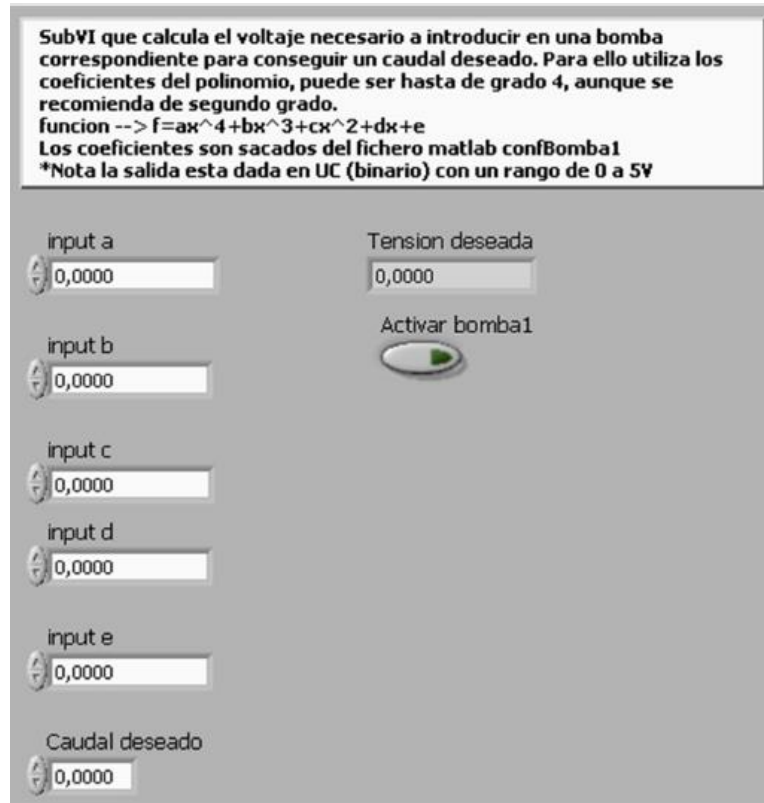 SubVI que calcula el voltaje necesario a introducir en una bomba
correspondiente para conseguir un caudal deseado. Para ello utiliza los
coeficientes del polinomio, puede ser hasta de grado 4, aunque se
recomienda de segundo grado.
funcion --> f=ax^4+bx^3+cx^2+dx+e
Los coeficientes son sacados del fichero matlab confBomba1
*Nota la salida esta dada en UC (binario) con un rango de 0 a 5V
input a
0,0000
Tension deseada
0,0000
Activar bomba1
input b
0,0000
input c
0,0000
input d
0,0000
input e
0,0000
Caudal deseado
0,0000